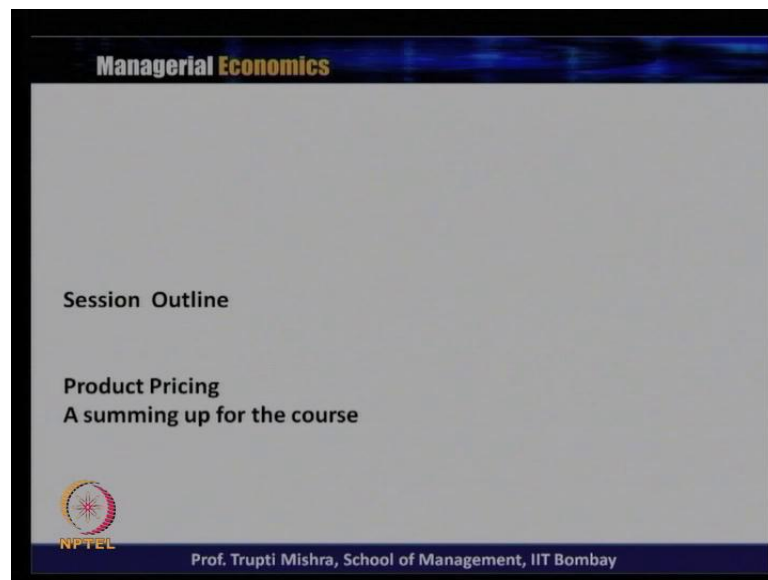 Managerial Economics
Session Outline
Product Pricing
A summing up for the course
NPTEL
Prof. Trupti Mishra, School of Management, IIT Bombay